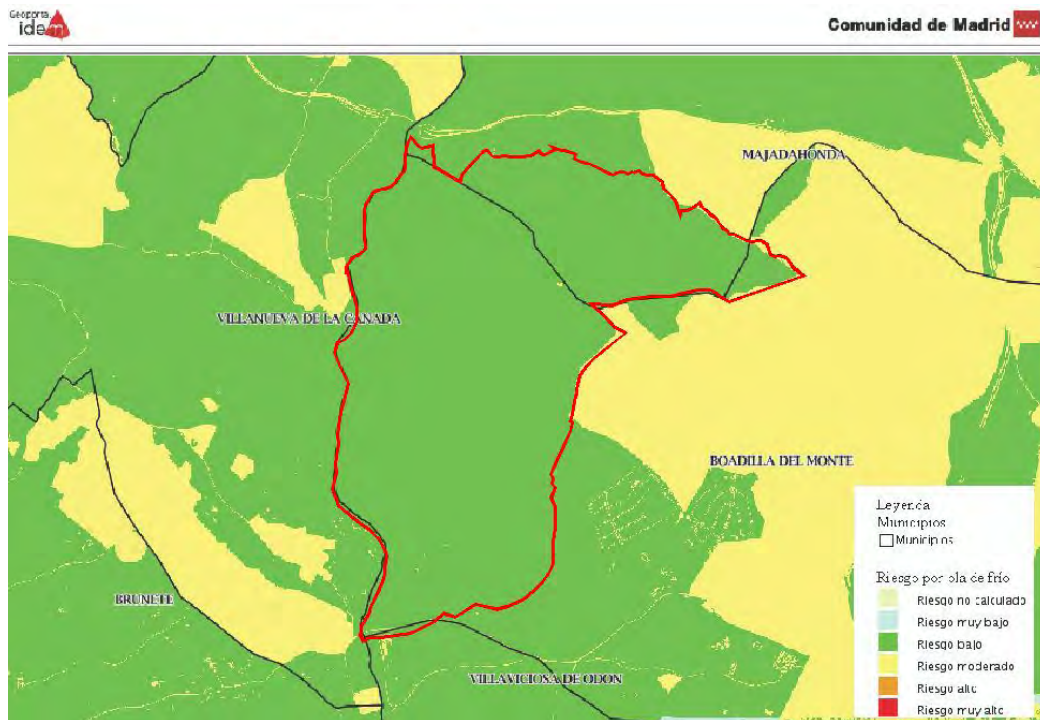 Geoportal
idem
Comunidad de Madrid
MAJADAHONDA
VILLANUEVA DE LA CAÑADA
BOADILLA DEL MONTE
BRUNETE
VILLAVICIOSA DE ODON
Leyenda
Municipios
Municipios
Riesgo por ola de frío
Riesgo no calculado
Riesgo muy bajo
Riesgo bajo
Riesgo moderado
Riesgo alto
Riesgo muy alto